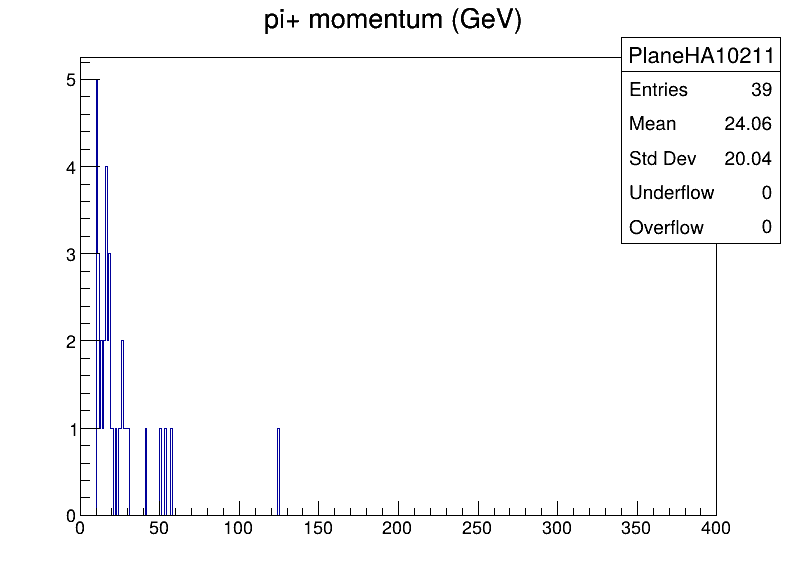 pi+ momentum (GeV)
PlaneHA10211
Entries 39
Mean 24.06
Std Dev 20.04
Underflow 0
Overflow 0
5
4
3
2
1
0
0 50 100 150 200 250 300 350 400